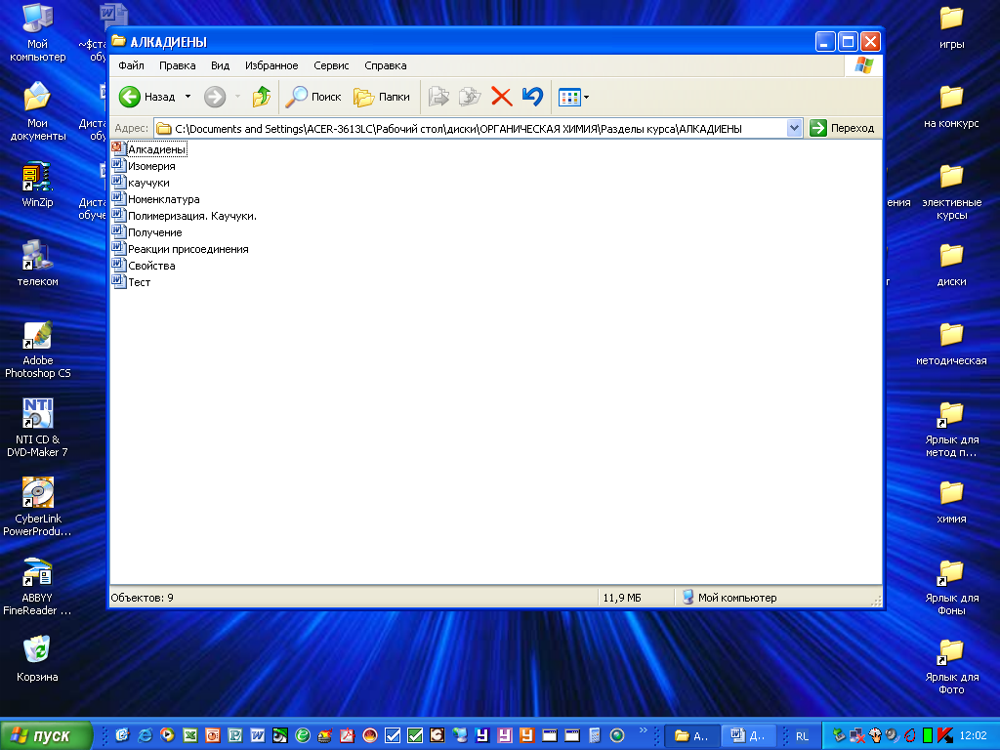 Мой
компьютер
Мои
документы
WinZip
телеком
Adobe
Photoshop CS
NTI CD &
DVD-Maker 7
CyberLink
PowerProdu...
ABBYY
FineReader ...
Корзина
~$ста
обу
Диста
обу
Диста
обуче
АЛКАДИЕНЫ
Файл Правка Вид Избранное Сервис Справка
Назад Поиск Папки
Адрес: C:\Documents and Settings\ACER-3613LC\Рабочий стол\диски\ОРГАНИЧЕСКАЯ ХИМИЯ\Разделы курса\АЛКАДИЕНЫ Переход
Алкадиены
Изомерия
каучуки
Номенклатура
Полимеризация. Каучуки.
Получение
Реакции присоединения
Свойства
Тест
Объектов: 9 11,9 МБ Мой компьютер
ения
г
игры
на конкурс
элективные
курсы
диски
методическая
Ярлык для
метод п...
химия
Ярлык для
Фоны
Ярлык для
Фото
пуск А.. Д.. RL 12:02